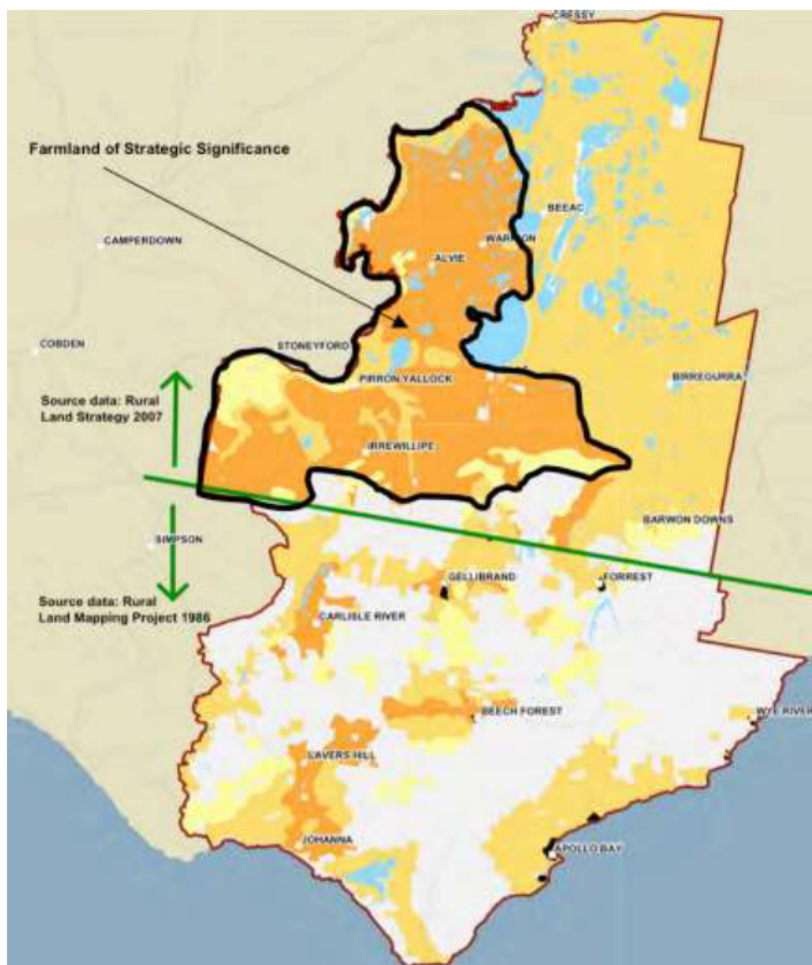 CRESSY
Farmland of Strategic Significance
BEEAC
CAMPERDOWN
WARRION
ALVIE
STONEYFORD
COBDEN
PIRRON YALLOCK
BIRREGURRA
Source data: Rural
Land Strategy 2007
IRREWILLIPE
BARWON DOWNS
SIMPSON
GELLIBRAND
FORREST
Source data: Rural
Land Mapping Project 1986
CARLISLE RIVER
BEECH FOREST
WYE RIVER
LAVERS HILL
JOHANNA
APOLLO BAY